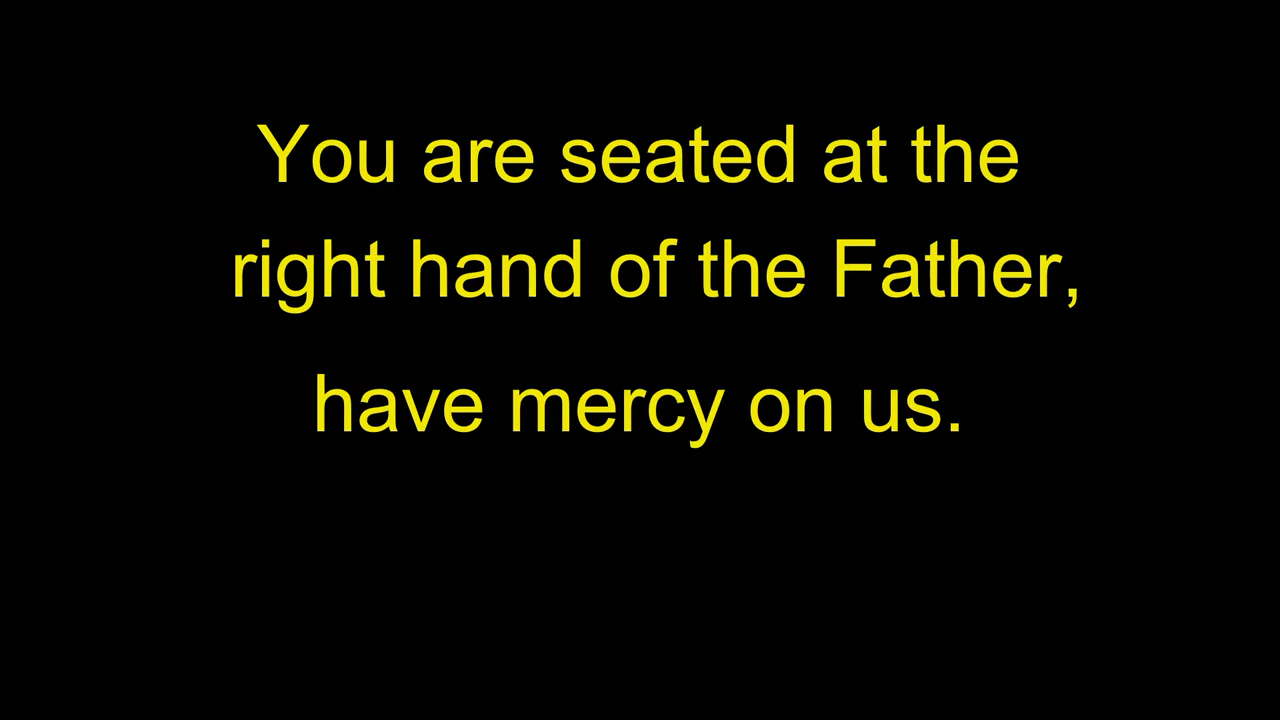 You are seated at the
right hand of the Father,
have mercy on us.